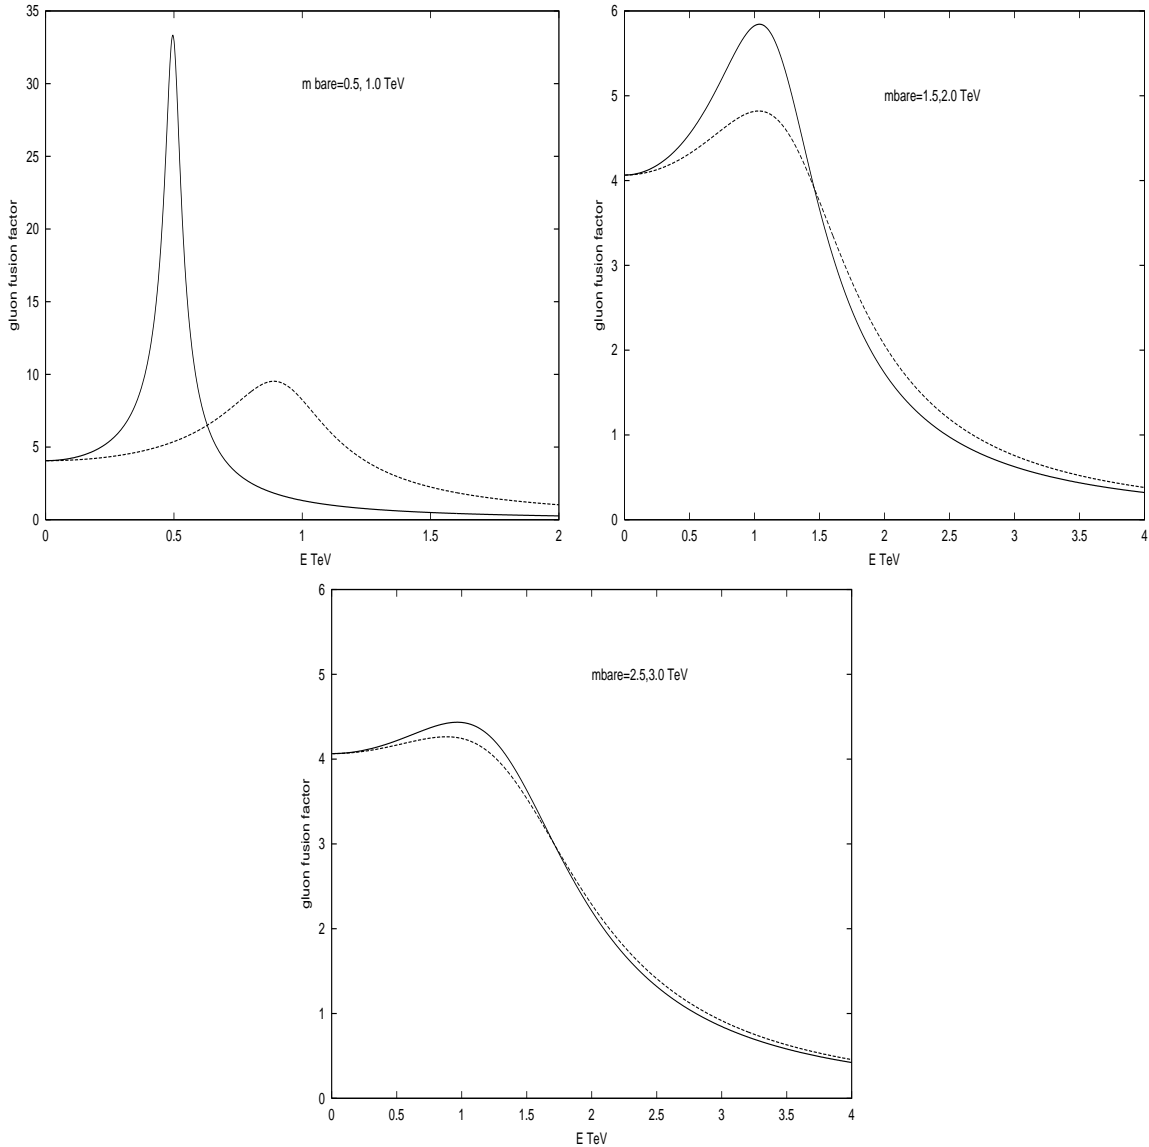 35
30
25
20
15
10
5
0
gluon fusion factor
m bare=0.5, 1.0 TeV
0 0.5 1 1.5 2
E TeV
6
5
4
3
2
1
0
gluon fusion factor
mbare=1.5,2.0 TeV
0 0.5 1 1.5 2 2.5 3 3.5 4
E TeV
6
5
4
3
2
1
0
gluon fusion factor
mbare=2.5,3.0 TeV
0 0.5 1 1.5 2 2.5 3 3.5 4
E TeV